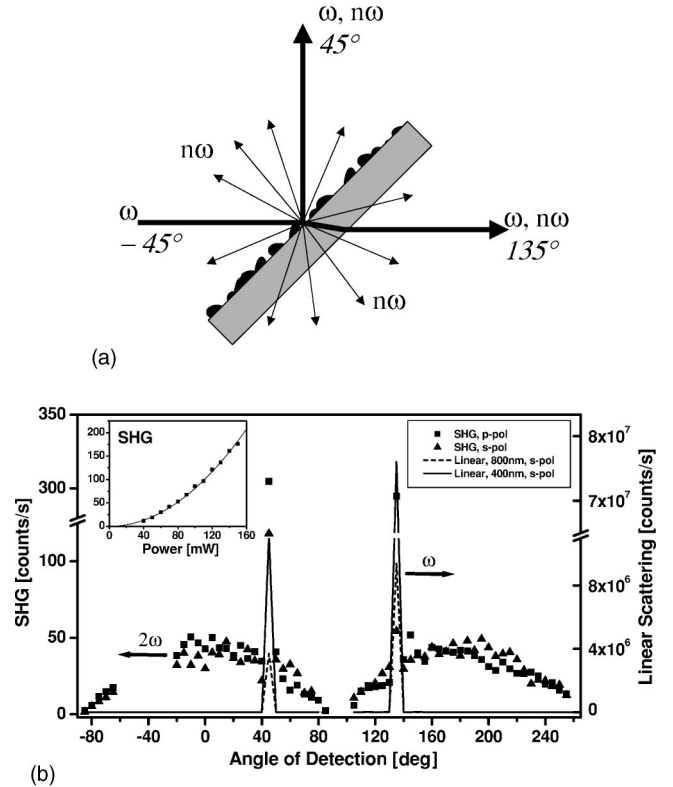 ω, nω
45°
nω
ω
−45°
ω, nω
135°
nω
(a)
350
300
100
50
0
SHG [counts/s]
SHG
200
150
100
50
0
0 40 80 120 160
Power [mW]
SHG, p-pol
SHG, s-pol
Linear, 800nm, s-pol
Linear, 400nm, s-pol
ω
2ω
8x10⁷
7x10⁷
8x10⁶
4x10⁶
0
Linear Scattering [counts/s]
-80 -40 0 40 80 120 160 200 240
Angle of Detection [deg]
(b)